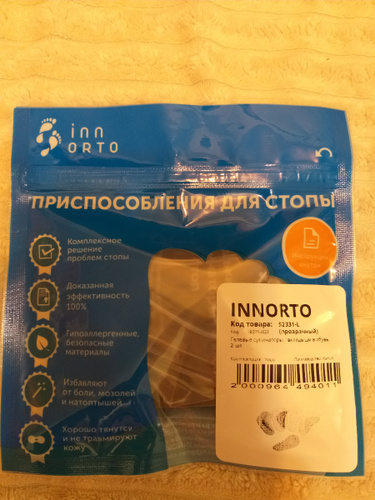 inn
ORTO
ПРИСПОСОБЛЕНИЯ ДЛЯ СТОПЫ
Комплексное
решение
проблем стопы
Доказанная
эффективность
100%
Гипоаллергенные,
безопасные
материалы
Избавляют
от боли, мозолей
и натоптышей
Хорошо тянутся
и не травмируют
кожу
INNORTO
Код товара: 52331-L
(прозрачный)
2 шт
2000964494011